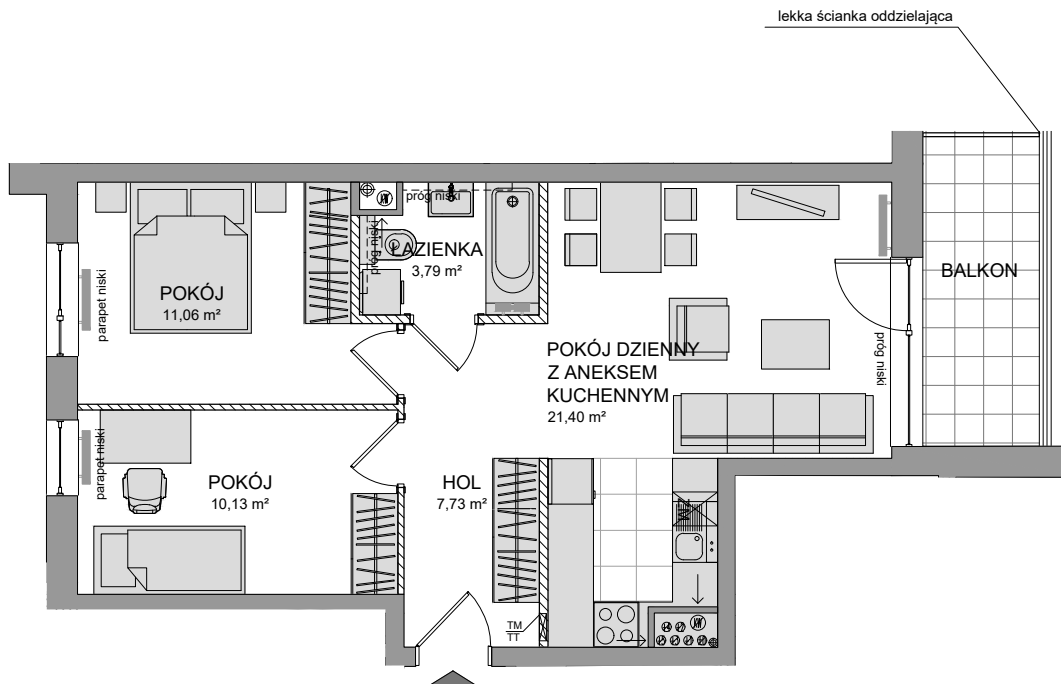 lekka ścianka oddzielająca
próg niski
ŁAZIENKA
3,79 m²
próg niski
POKÓJ
11,06 m²
parapet niski
BALKON
POKÓJ DZIENNY
Z ANEKSEM
KUCHENNYM
21,40 m²
próg niski
parapet niski
POKÓJ
10,13 m²
HOL
7,73 m²
ZM
TM
TT